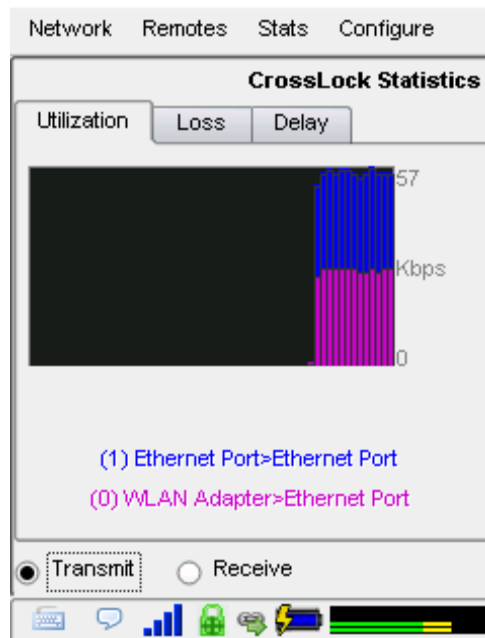 Network Remotes Stats Configure
CrossLock Statistics
Utilization Loss Delay
57
Kbps
0
(1) Ethernet Port>Ethernet Port
(0) WLAN Adapter>Ethernet Port
Transmit Receive